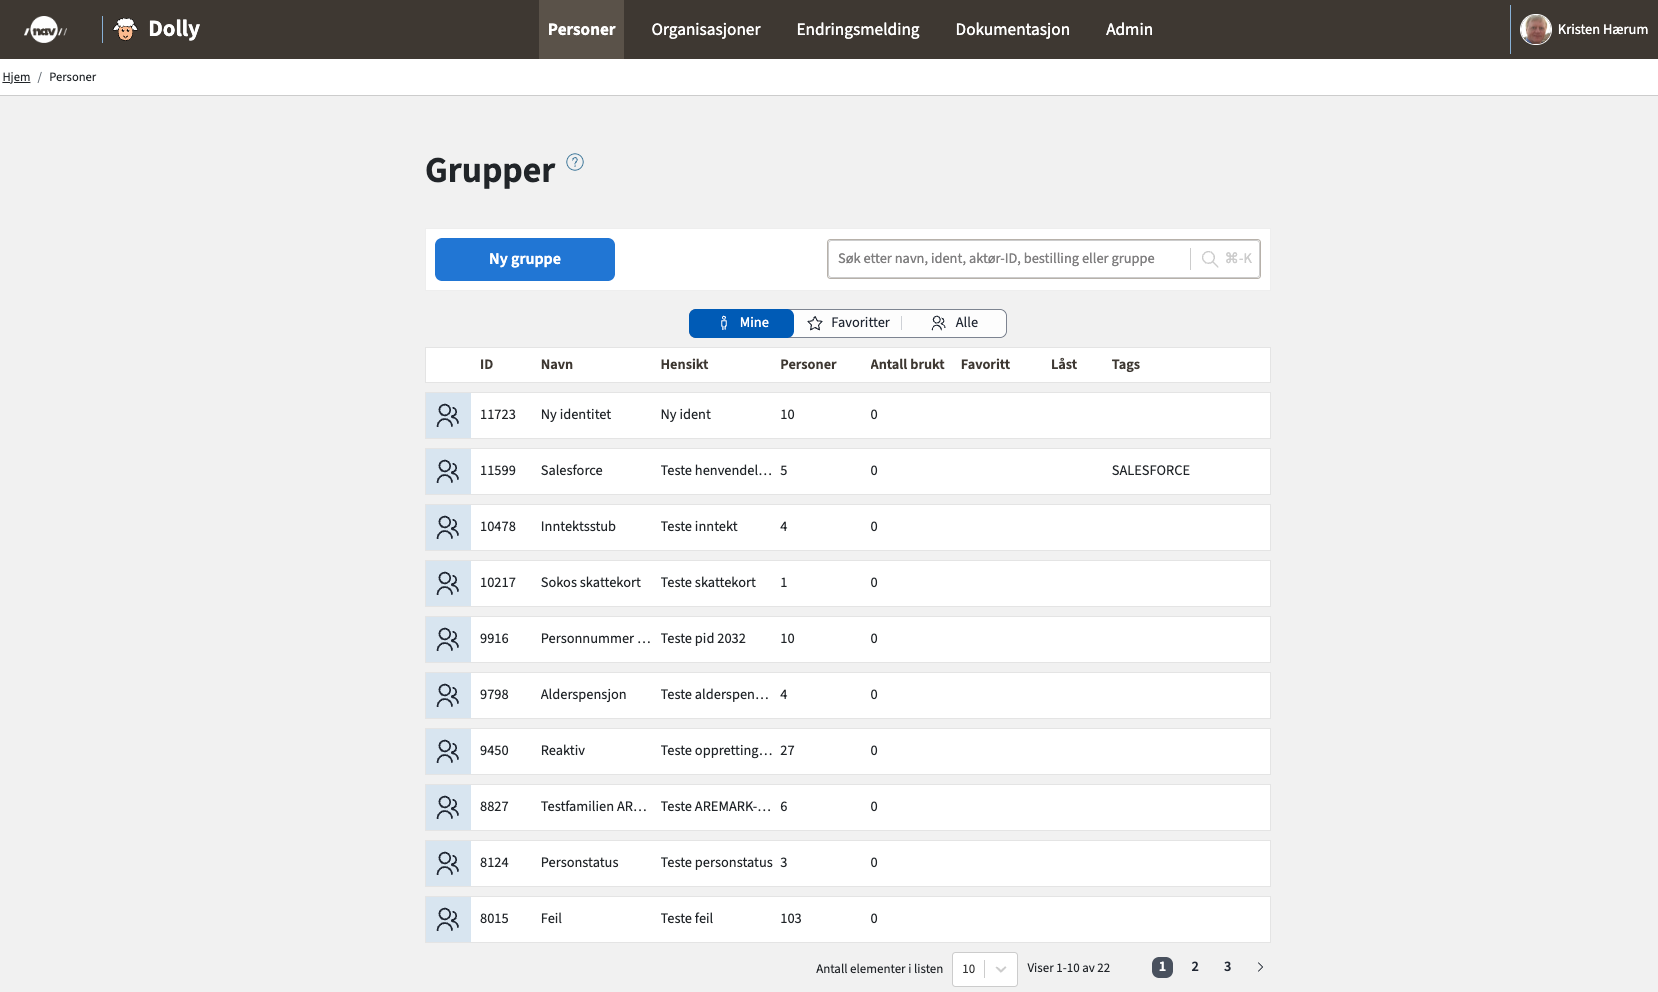 nav Dolly Personer Organisasjoner Endringsmelding Dokumentasjon Admin Kristen Hærum
Hjem / Personer
Grupper ?
Ny gruppe Søk etter navn, ident, aktør-ID, bestilling eller gruppe ⌘-K
Mine Favoritter Alle
ID Navn Hensikt Personer Antall brukt Favoritt Låst Tags
11723 Ny identitet Ny ident 10 0
11599 Salesforce Teste henvendel... 5 0 SALESFORCE
10478 Inntektsstub Teste inntekt 4 0
10217 Sokos skattekort Teste skattekort 1 0
9916 Personnummer ... Teste pid 2032 10 0
9798 Alderspensjon Teste alderspen... 4 0
9450 Reaktiv Teste oppretting... 27 0
8827 Testfamilien AR... Teste AREMARK-... 6 0
8124 Personstatus Teste personstatus 3 0
8015 Feil Teste feil 103 0
Antall elementer i listen 10 Viser 1-10 av 22 1 2 3